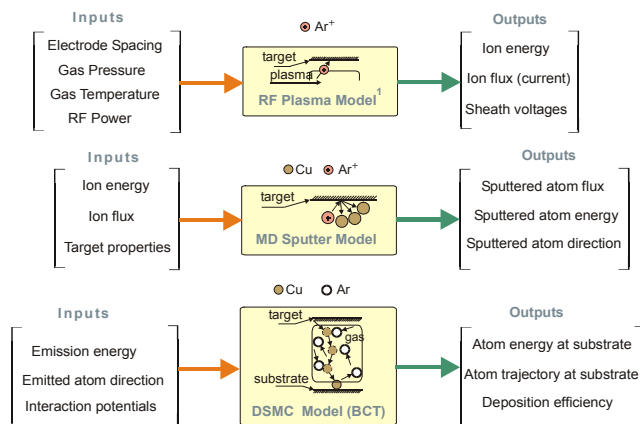 Inputs
Ar+
Outputs
Electrode Spacing
Gas Pressure
Gas Temperature
RF Power
target
plasma
RF Plasma Model1
Ion energy
Ion flux (current)
Sheath voltages
Inputs
Cu Ar+
Outputs
Ion energy
Ion flux
Target properties
target
MD Sputter Model
Sputtered atom flux
Sputtered atom energy
Sputtered atom direction
Inputs
Cu Ar
Outputs
Emission energy
Emitted atom direction
Interaction potentials
target
gas
substrate
DSMC Model (BCT)
Atom energy at substrate
Atom trajectory at substrate
Deposition efficiency